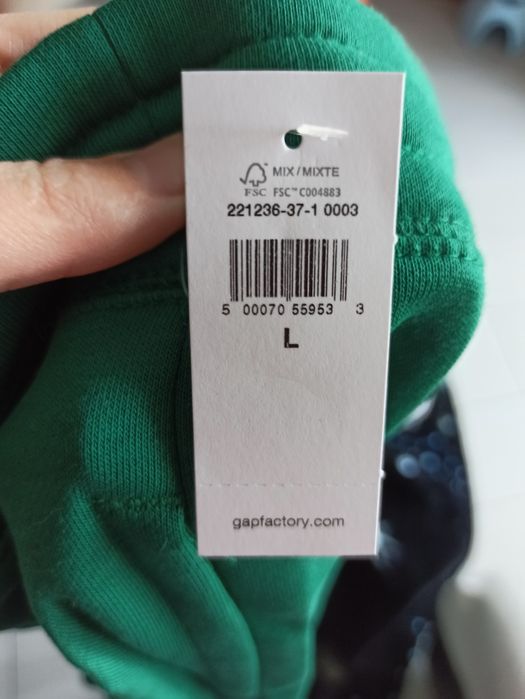 MIX / MIXTE
FSC FSC™ C004883
221236-37-1 0003
5 00070 55953 3
L
gapfactory.com